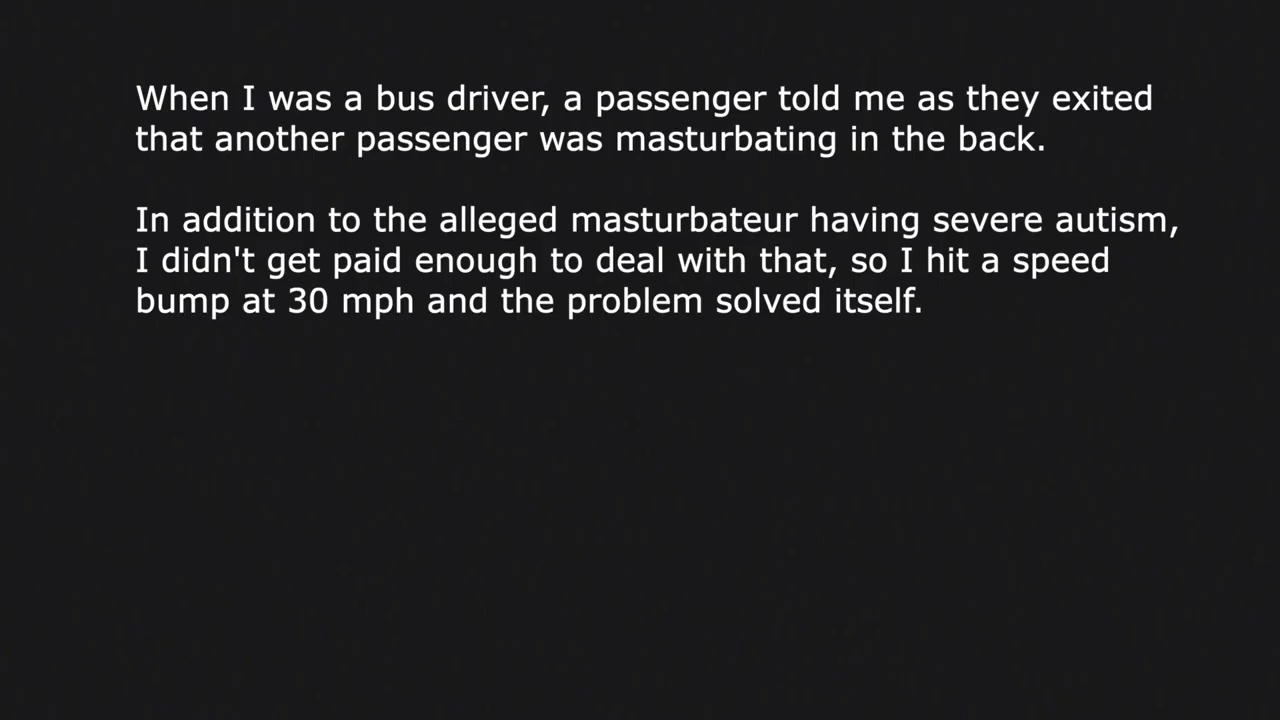 When I was a bus driver, a passenger told me as they exited
that another passenger was masturbating in the back.
In addition to the alleged masturbateur having severe autism,
I didn't get paid enough to deal with that, so I hit a speed
bump at 30 mph and the problem solved itself.